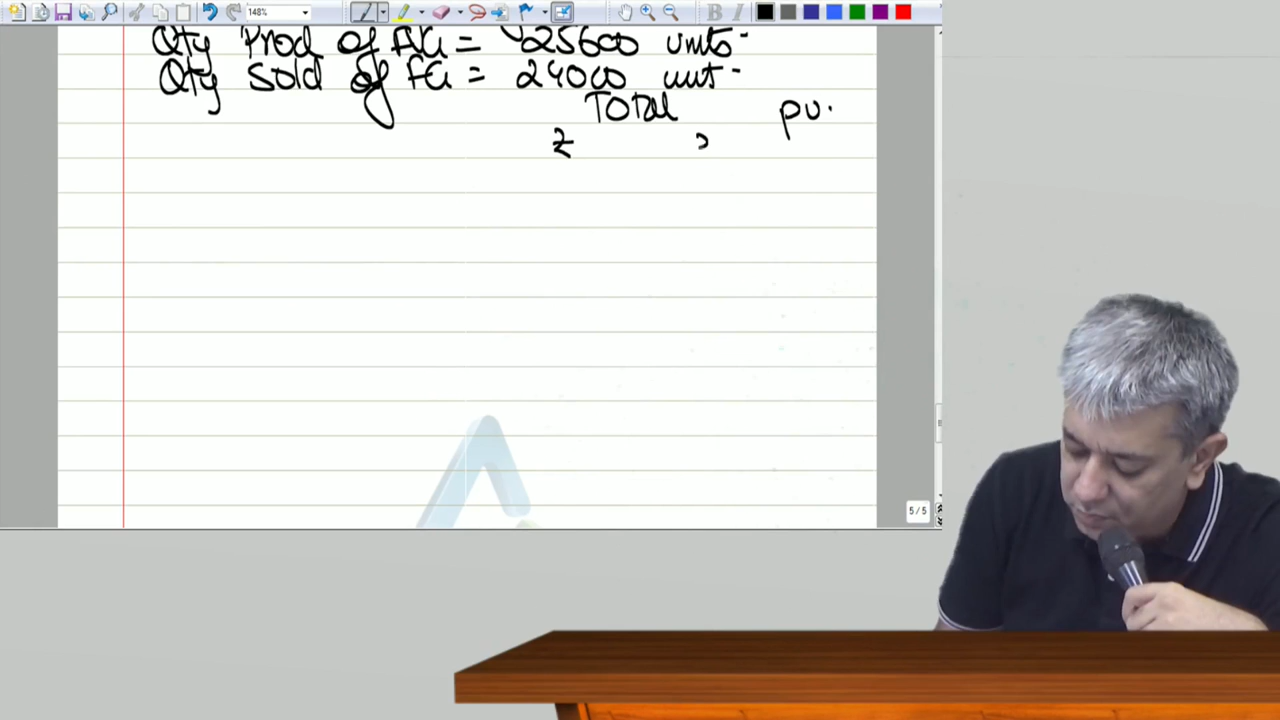 148%
B I
Qty Prod of FG = 25600 units
Qty Sold of FG = 24000 unit
TOTAL pu.
5/5